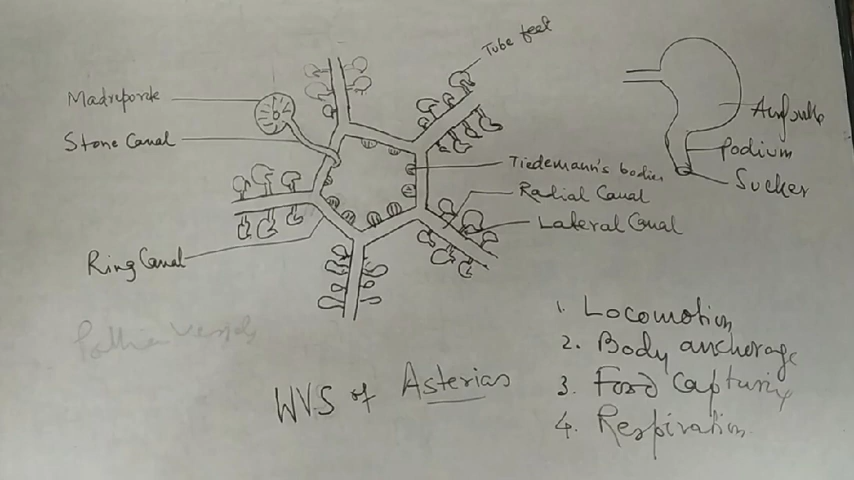 Tube feet
Madreporite
Stone Canal
Ampulla
Podium
Sucker
Tiedemann's bodies
Radial Canal
Lateral Canal
Ring Canal
1. Locomotion
2. Body anchorage
3. Food Capturing
4. Respiration
WVS of Asterias